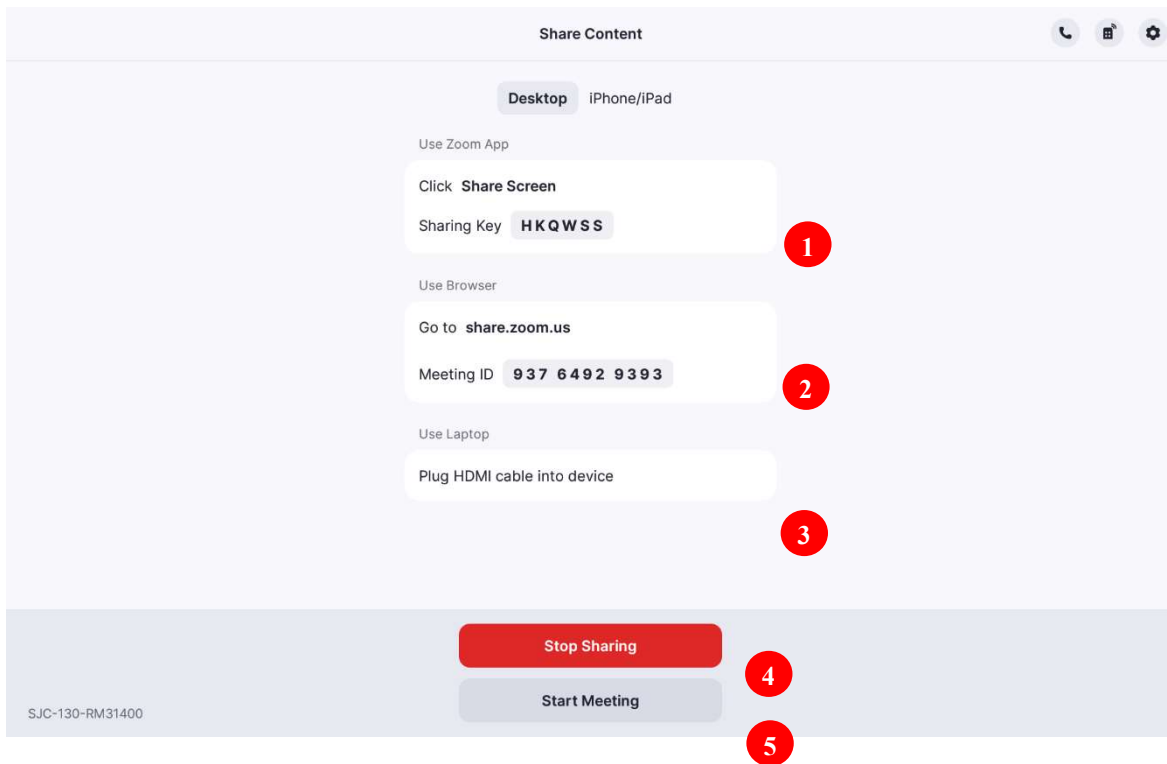 Share Content
Desktop iPhone/iPad
Use Zoom App
Click Share Screen
Sharing Key HKQWSS
1
Use Browser
Go to share.zoom.us
Meeting ID 937 6492 9393
2
Use Laptop
Plug HDMI cable into device
3
Stop Sharing
4
Start Meeting
SJC-130-RM31400
5